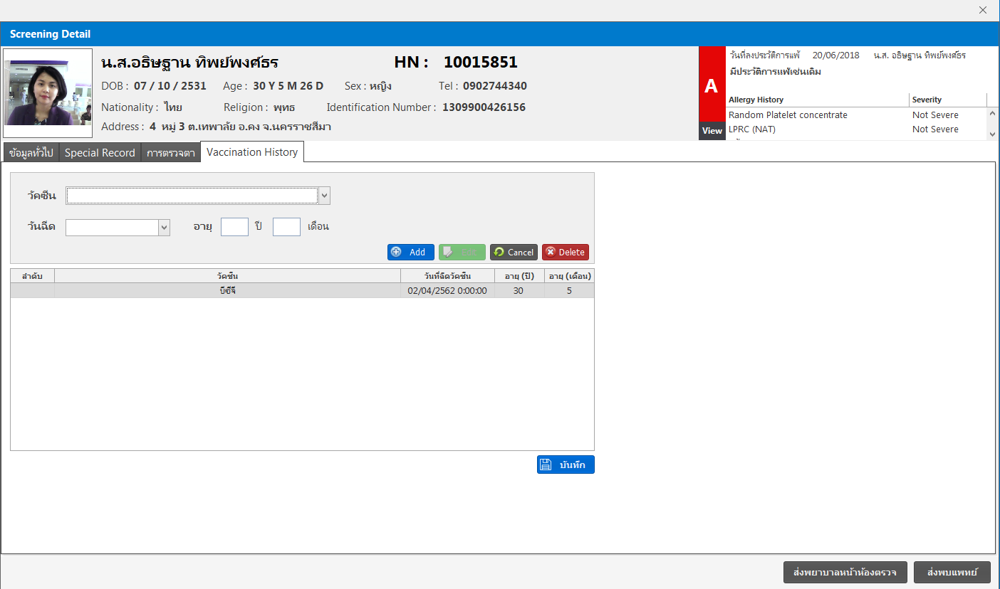 Screening Detail
น.ส.อธิษฐาน ทิพย์พงศ์ธร HN : 10015851
DOB : 07 / 10 / 2531 Age : 30 Y 5 M 26 D Sex : หญิง Tel : 0902744340
Nationality : ไทย Religion : พุทธ Identification Number : 1309900426156
Address : 4 หมู่ 3 ต.เทพาลัย อ.คง จ.นครราชสีมา
A
View
วันที่ลงประวัติการแพ้ 20/06/2018 น.ส. อธิษฐาน ทิพย์พงศ์ธร
มีประวัติการแพ้เช่นเดิม
Allergy History Severity
Random Platelet concentrate Not Severe
LPRC (NAT) Not Severe
ข้อมูลทั่วไป Special Record การตรวจตา Vaccination History
วัคซีน
วันฉีด อายุ ปี เดือน
Add Edit Cancel Delete
ลำดับ วัคซีน วันที่ฉีดวัคซีน อายุ (ปี) อายุ (เดือน)
บีซีจี 02/04/2562 0:00:00 30 5
บันทึก
ส่งพยาบาลหน้าห้องตรวจ ส่งพบแพทย์